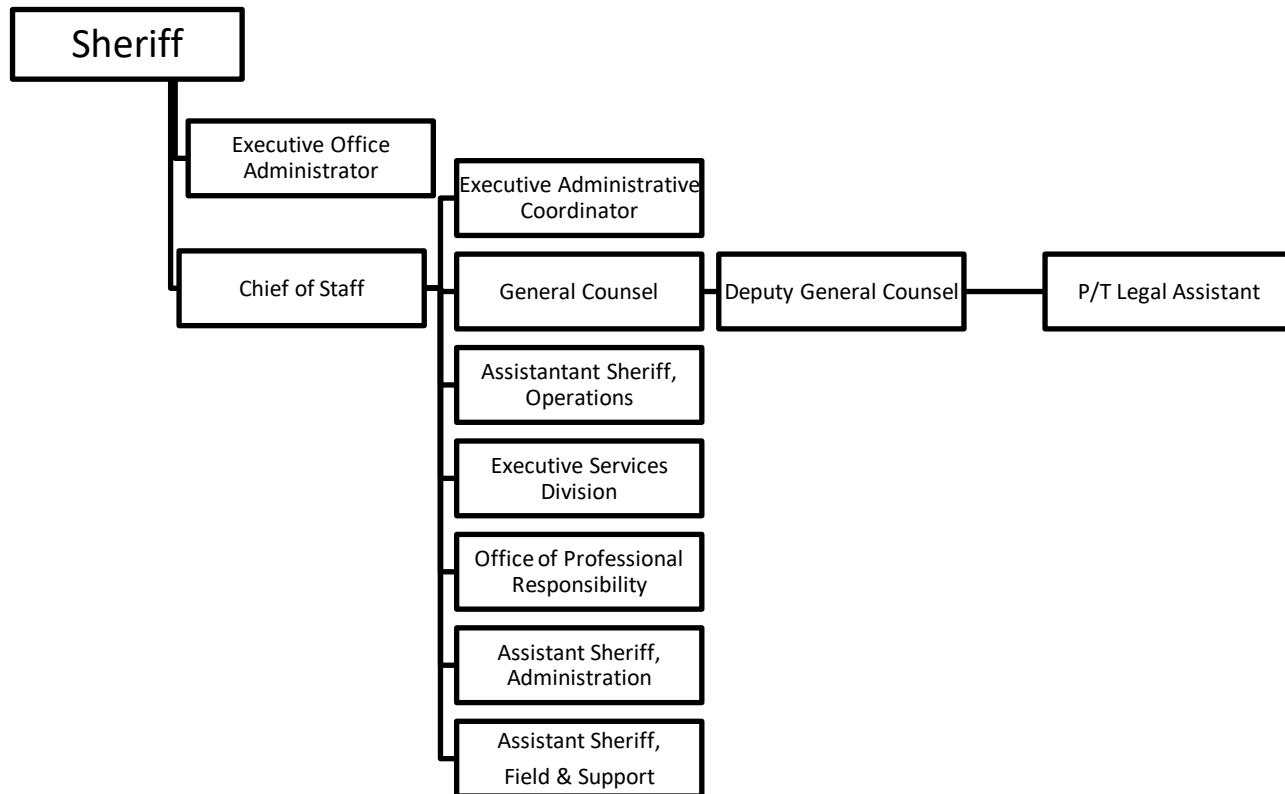 Sheriff
Executive Office
Administrator
Executive Administrative
Coordinator
Chief of Staff
General Counsel
Deputy General Counsel
P/T Legal Assistant
Assistantant Sheriff,
Operations
Executive Services
Division
Office of Professional
Responsibility
Assistant Sheriff,
Administration
Assistant Sheriff,
Field & Support